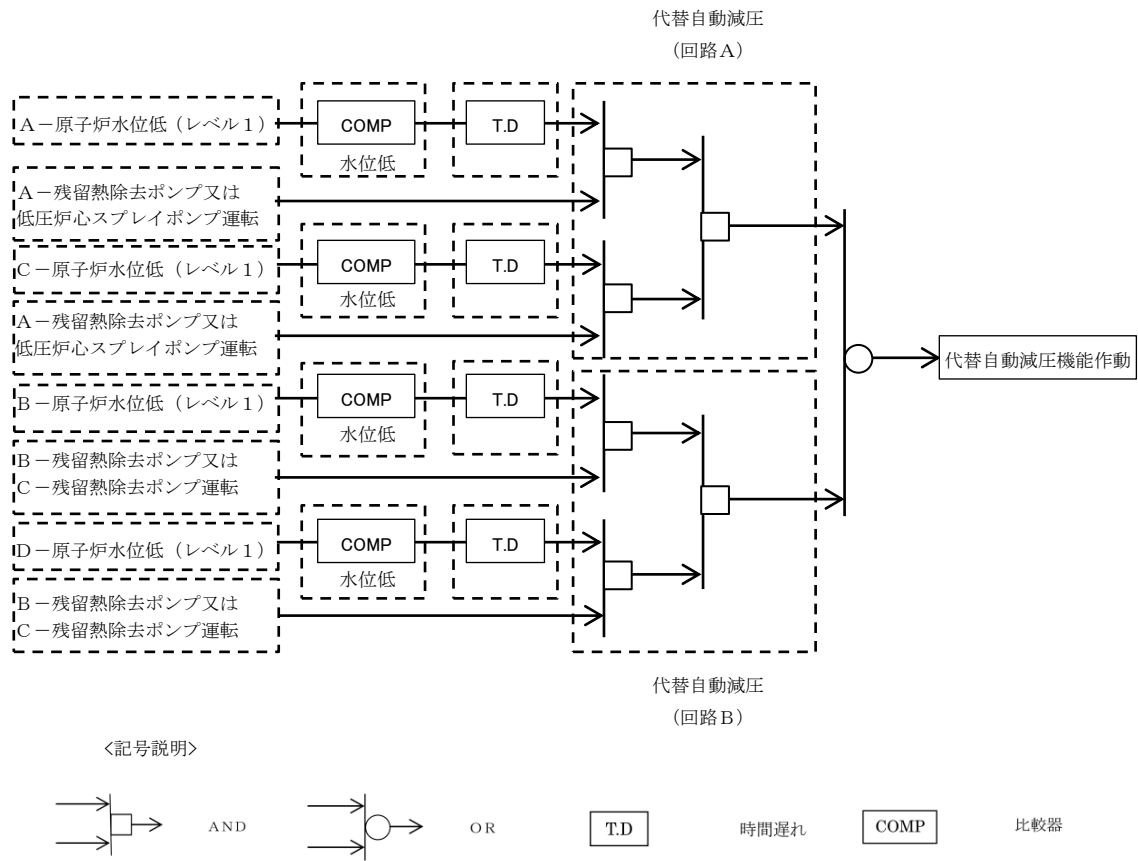 代替自動減圧
(回路A)
A-原子炉水位低(レベル1)
COMP
水位低
T.D
A-残留熱除去ポンプ又は
低圧炉心スプレイポンプ運転
C-原子炉水位低(レベル1)
COMP
水位低
T.D
A-残留熱除去ポンプ又は
低圧炉心スプレイポンプ運転
代替自動減圧機能作動
B-原子炉水位低(レベル1)
COMP
水位低
T.D
B-残留熱除去ポンプ又は
C-残留熱除去ポンプ運転
D-原子炉水位低(レベル1)
COMP
水位低
T.D
B-残留熱除去ポンプ又は
C-残留熱除去ポンプ運転
代替自動減圧
(回路B)
<記号説明>
AND
OR
T.D
時間遅れ
COMP
比較器